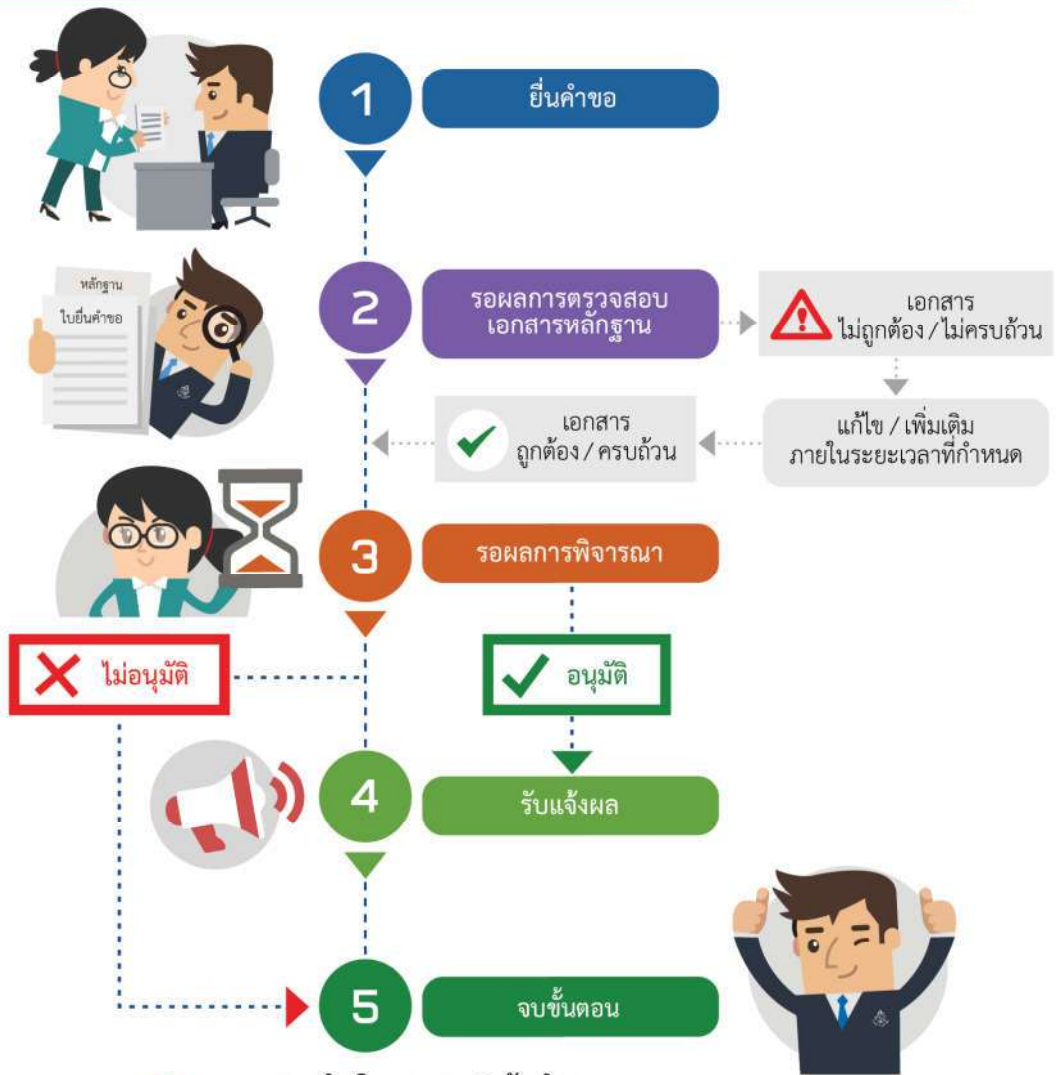 1
ยื่นคำขอ
หลักฐาน
ใบยื่นคำขอ
2
รอผลการตรวจสอบ
เอกสารหลักฐาน
เอกสาร
ไม่ถูกต้อง / ไม่ครบถ้วน
แก้ไข / เพิ่มเติม
ภายในระยะเวลาที่กำหนด
เอกสาร
ถูกต้อง / ครบถ้วน
3
รอผลการพิจารณา
ไม่อนุมัติ
อนุมัติ
4
รับแจ้งผล
5
จบขั้นตอน